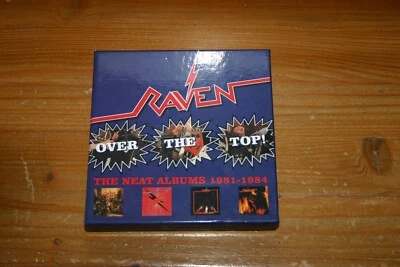 RAVEN
OVER THE TOP!
THE NEAT ALBUMS 1981-1984